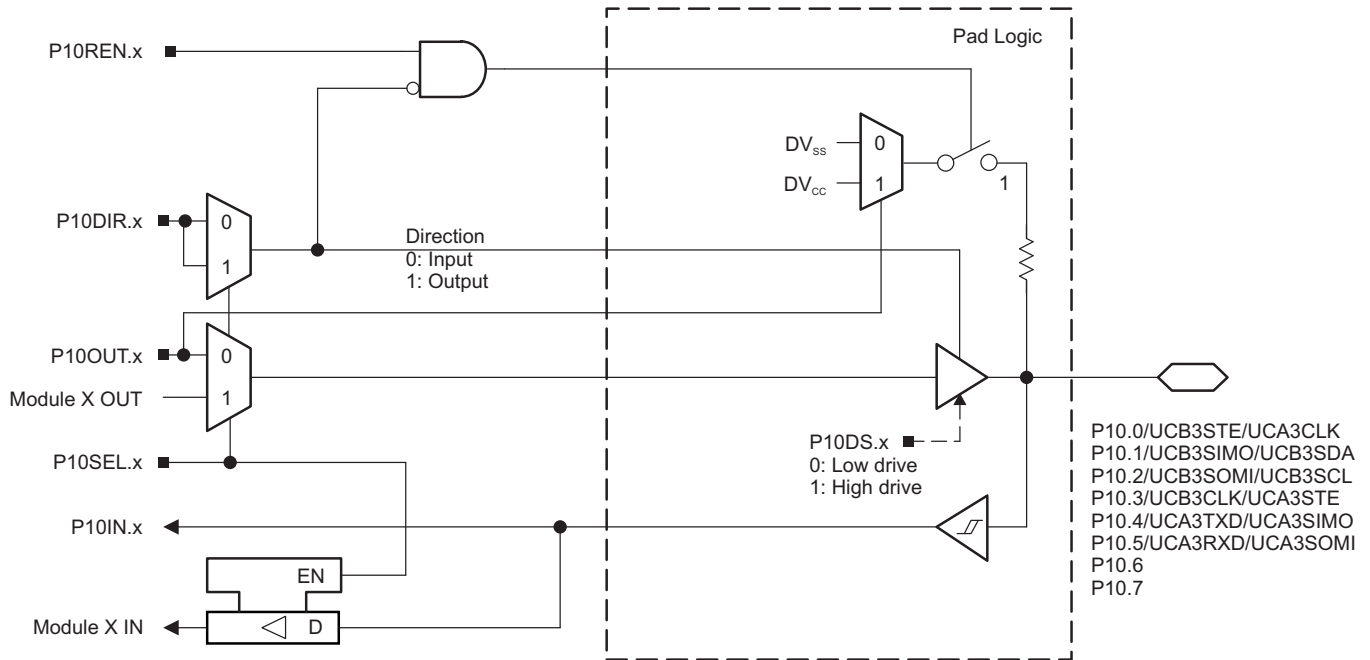 Pad Logic
P10REN.x
DVSS
0
DVCC
1
1
P10DIR.x
0
1
Direction
0: Input
1: Output
P10OUT.x
0
Module X OUT
1
P10DS.x
0: Low drive
1: High drive
P10SEL.x
P10IN.x
EN
Module X IN
D
P10.0/UCB3STE/UCA3CLK
P10.1/UCB3SIMO/UCB3SDA
P10.2/UCB3SOMI/UCB3SCL
P10.3/UCB3CLK/UCA3STE
P10.4/UCA3TXD/UCA3SIMO
P10.5/UCA3RXD/UCA3SOMI
P10.6
P10.7